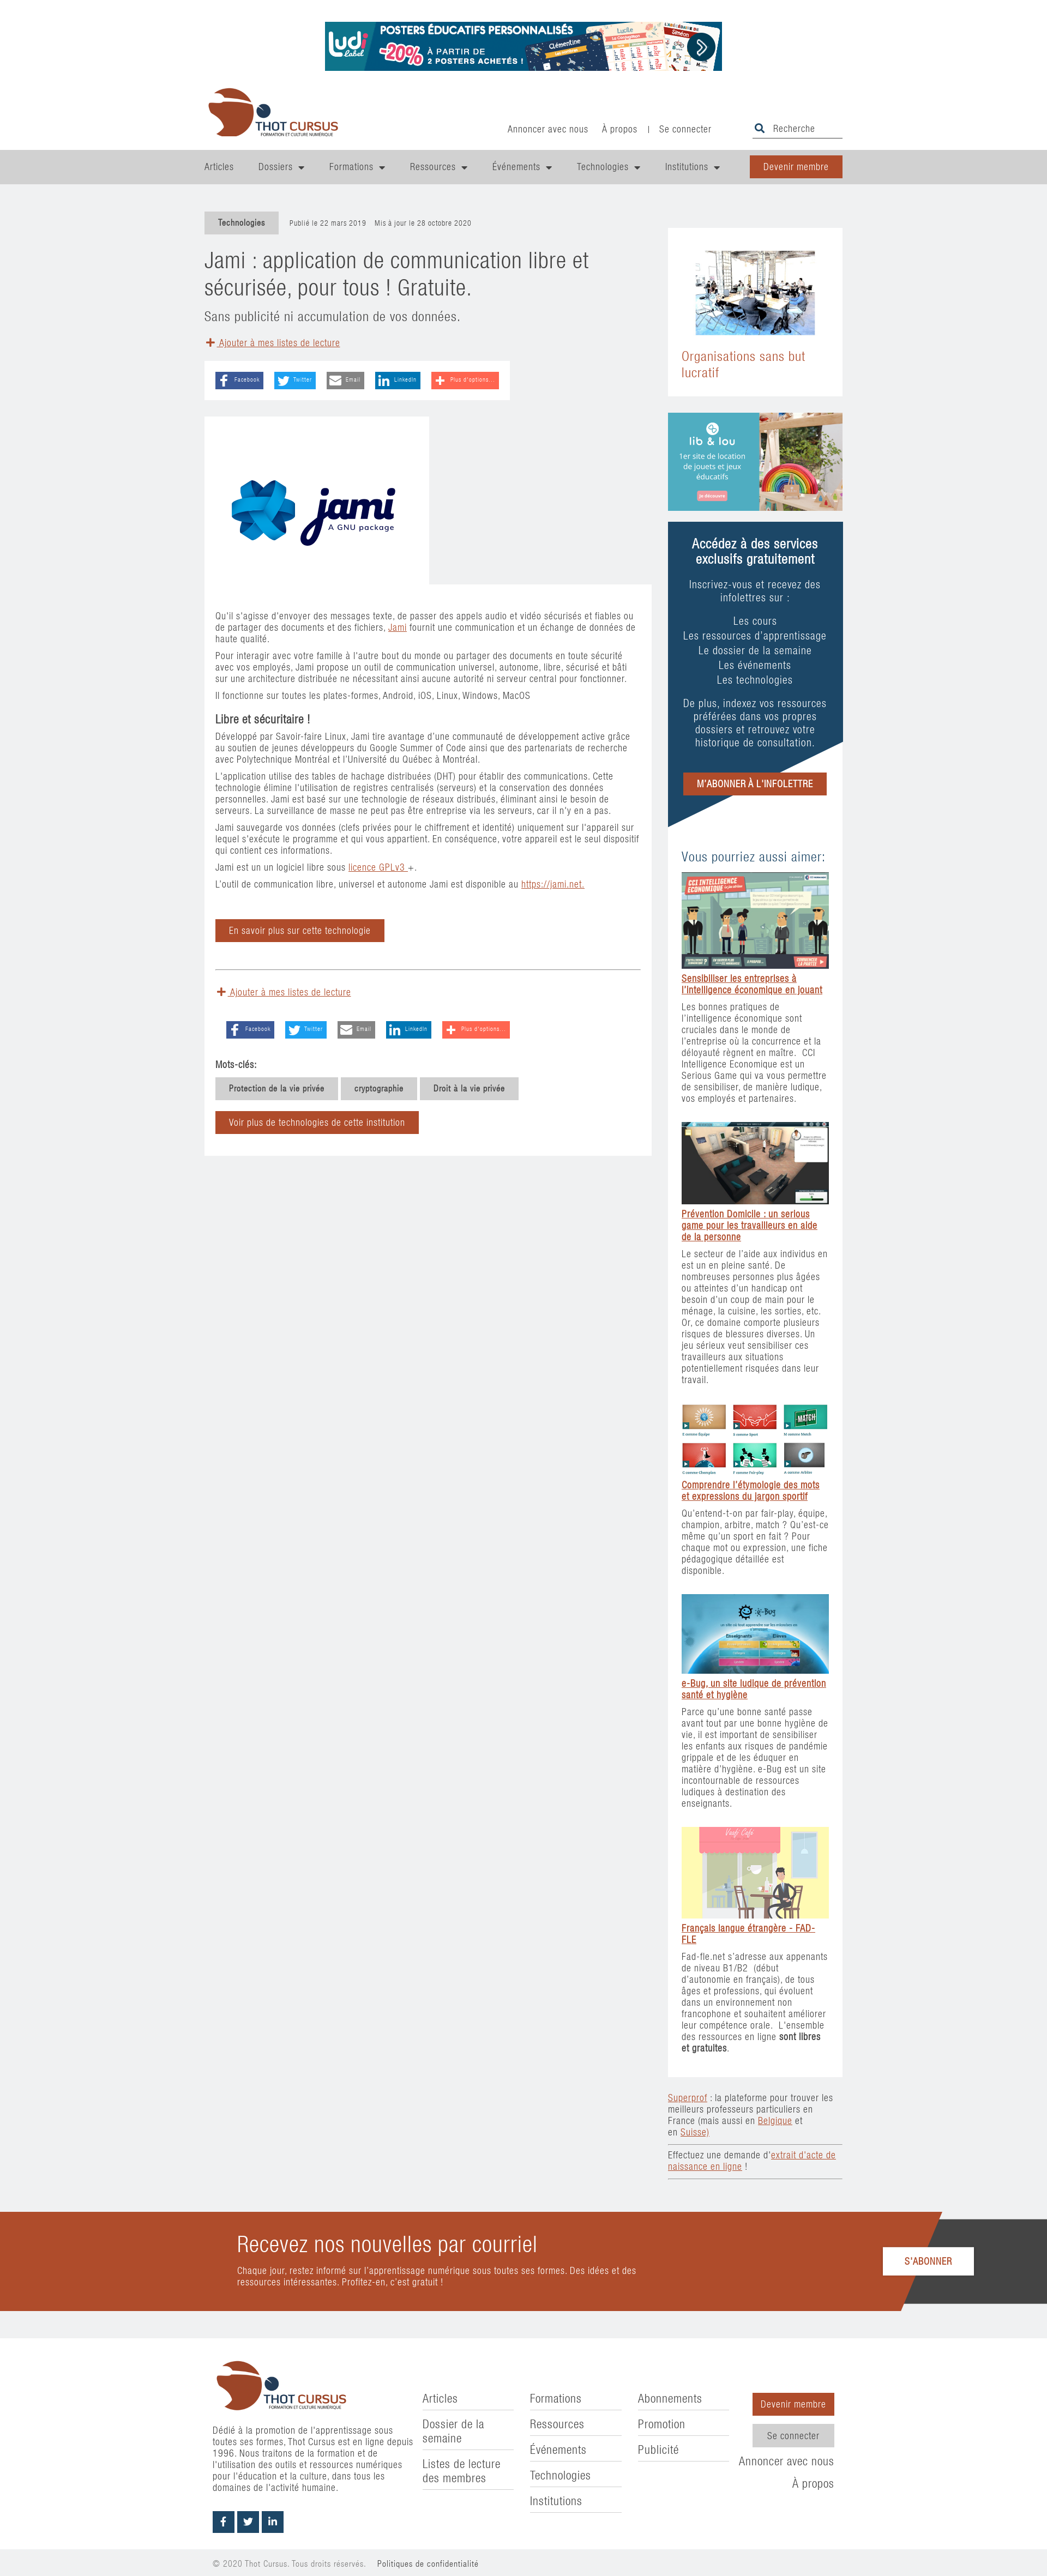 Ludi label
POSTERS ÉDUCATIFS PERSONNALISÉS
-20% À PARTIR DE
2 POSTERS ACHETÉS !
THOT CURSUS
FORMATION ET CULTURE NUMÉRIQUE
Annoncer avec nous À propos | Se connecter Recherche
Articles Dossiers Formations Ressources Événements Technologies Institutions Devenir membre
Technologies Publié le 22 mars 2019 Mis à jour le 28 octobre 2020
Jami : application de communication libre et
sécurisée, pour tous ! Gratuite.
Sans publicité ni accumulation de vos données.
Ajouter à mes listes de lecture
Facebook Twitter Email LinkedIn Plus d'options...
jami
A GNU package
Qu'il s'agisse d'envoyer des messages texte, de passer des appels audio et vidéo sécurisés et fiables ou
de partager des documents et des fichiers, Jami fournit une communication et un échange de données de
haute qualité.
Pour interagir avec votre famille à l'autre bout du monde ou partager des documents en toute sécurité
avec vos employés, Jami propose un outil de communication universel, autonome, libre, sécurisé et bâti
sur une architecture distribuée ne nécessitant ainsi aucune autorité ni serveur central pour fonctionner.
Il fonctionne sur toutes les plates-formes, Android, iOS, Linux, Windows, MacOS
Libre et sécuritaire !
Développé par Savoir-faire Linux, Jami tire avantage d'une communauté de développement active grâce
au soutien de jeunes développeurs du Google Summer of Code ainsi que des partenariats de recherche
avec Polytechnique Montréal et l'Université du Québec à Montréal.
L'application utilise des tables de hachage distribuées (DHT) pour établir des communications. Cette
technologie élimine l'utilisation de registres centralisés (serveurs) et la conservation des données
personnelles. Jami est basé sur une technologie de réseaux distribués, éliminant ainsi le besoin de
serveurs. La surveillance de masse ne peut pas être entreprise via les serveurs, car il n'y en a pas.
Jami sauvegarde vos données (clefs privées pour le chiffrement et identité) uniquement sur l'appareil sur
lequel s'exécute le programme et qui vous appartient. En conséquence, votre appareil est le seul dispositif
qui contient ces informations.
Jami est un un logiciel libre sous licence GPLv3 +.
L'outil de communication libre, universel et autonome Jami est disponible au https://jami.net.
En savoir plus sur cette technologie
Ajouter à mes listes de lecture
Facebook Twitter Email LinkedIn Plus d'options...
Mots-clés:
Protection de la vie privée cryptographie Droit à la vie privée
Voir plus de technologies de cette institution
Organisations sans but
lucratif
lib & lou
1er site de location
de jouets et jeux
éducatifs
Je découvre
Accédez à des services
exclusifs gratuitement
Inscrivez-vous et recevez des
infolettres sur :
Les cours
Les ressources d'apprentissage
Le dossier de la semaine
Les événements
Les technologies
De plus, indexez vos ressources
préférées dans vos propres
dossiers et retrouvez votre
historique de consultation.
M'ABONNER À L'INFOLETTRE
Vous pourriez aussi aimer:
CCI INTELLIGENCE
ÉCONOMIQUE
Sensibiliser les entreprises à
l'intelligence économique en jouant
Les bonnes pratiques de
l'intelligence économique sont
cruciales dans le monde de
l'entreprise où la concurrence et la
déloyauté règnent en maître. CCI
Intelligence Economique est un
Serious Game qui va vous permettre
de sensibiliser, de manière ludique,
vos employés et partenaires.
Prévention Domicile : un serious
game pour les travailleurs en aide
de la personne
Le secteur de l'aide aux individus en
est un en pleine santé. De
nombreuses personnes plus âgées
ou atteintes d'un handicap ont
besoin d'un coup de main pour le
ménage, la cuisine, les sorties, etc.
Or, ce domaine comporte plusieurs
risques de blessures diverses. Un
jeu sérieux veut sensibiliser ces
travailleurs aux situations
potentiellement risquées dans leur
travail.
MATCH
Comprendre l'étymologie des mots
et expressions du jargon sportif
Qu'entend-t-on par fair-play, équipe,
champion, arbitre, match ? Qu'est-ce
même qu'un sport en fait ? Pour
chaque mot ou expression, une fiche
pédagogique détaillée est
disponible.
e-Bug
Enseignants Elèves
e-Bug, un site ludique de prévention
santé et hygiène
Parce qu'une bonne santé passe
avant tout par une bonne hygiène de
vie, il est important de sensibiliser
les enfants aux risques de pandémie
grippale et de les éduquer en
matière d'hygiène. e-Bug est un site
incontournable de ressources
ludiques à destination des
enseignants.
Français langue étrangère - FAD-
FLE
Fad-fle.net s'adresse aux appenants
de niveau B1/B2 (début
d'autonomie en français), de tous
âges et professions, qui évoluent
dans un environnement non
francophone et souhaitent améliorer
leur compétence orale. L'ensemble
des ressources en ligne sont libres
et gratuites.
Superprof : la plateforme pour trouver les
meilleurs professeurs particuliers en
France (mais aussi en Belgique et
en Suisse)
Effectuez une demande d'extrait d'acte de
naissance en ligne !
Recevez nos nouvelles par courriel
Chaque jour, restez informé sur l'apprentissage numérique sous toutes ses formes. Des idées et des
ressources intéressantes. Profitez-en, c'est gratuit !
S'ABONNER
THOT CURSUS
FORMATION ET CULTURE NUMÉRIQUE
Dédié à la promotion de l'apprentissage sous
toutes ses formes, Thot Cursus est en ligne depuis
1996. Nous traitons de la formation et de
l'utilisation des outils et ressources numériques
pour l'éducation et la culture, dans tous les
domaines de l'activité humaine.
Articles
Dossier de la
semaine
Listes de lecture
des membres
Formations
Ressources
Événements
Technologies
Institutions
Abonnements
Promotion
Publicité
Devenir membre
Se connecter
Annoncer avec nous
À propos
© 2020 Thot Cursus. Tous droits réservés. Politiques de confidentialité